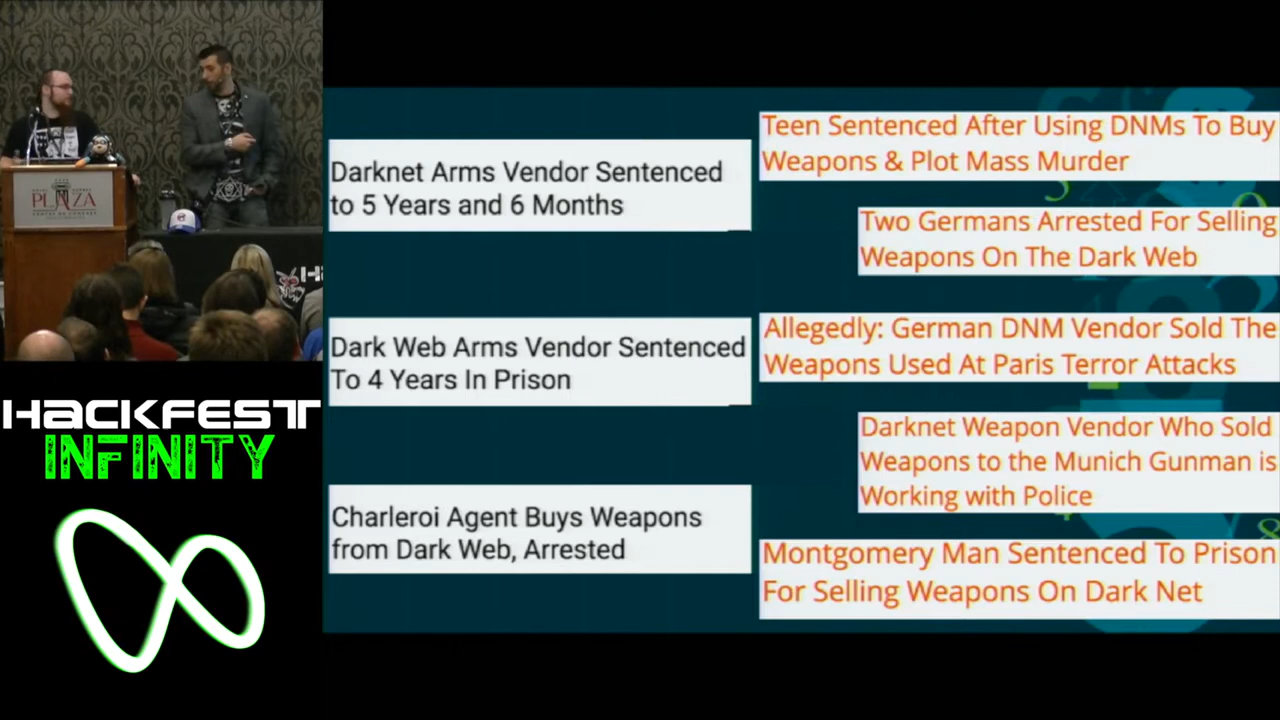 PLAZA
HACKFEST
INFINITY
Darknet Arms Vendor Sentenced
to 5 Years and 6 Months
Dark Web Arms Vendor Sentenced
To 4 Years In Prison
Charleroi Agent Buys Weapons
from Dark Web, Arrested
Teen Sentenced After Using DNMs To Buy
Weapons & Plot Mass Murder
Two Germans Arrested For Selling
Weapons On The Dark Web
Allegedly: German DNM Vendor Sold The
Weapons Used At Paris Terror Attacks
Darknet Weapon Vendor Who Sold
Weapons to the Munich Gunman is
Working with Police
Montgomery Man Sentenced To Prison
For Selling Weapons On Dark Net